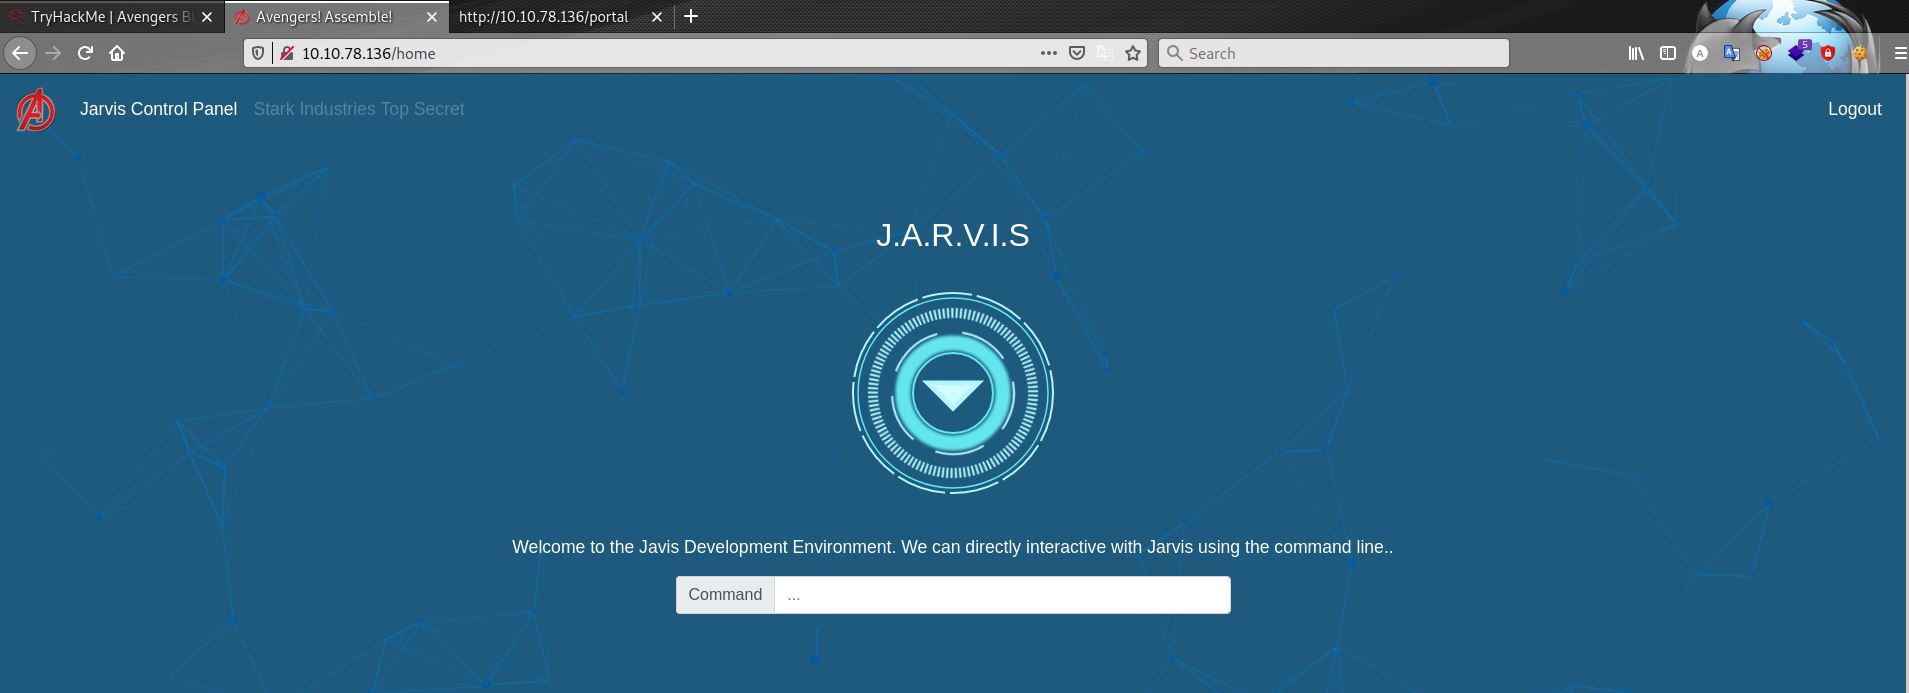 TryHackMe | Avengers Bl
Avengers! Assemble!
http://10.10.78.136/portal
10.10.78.136/home
Search
A
5
Jarvis Control Panel
Stark Industries Top Secret
Logout
J.A.R.V.I.S
Welcome to the Javis Development Environment. We can directly interactive with Jarvis using the command line..
Command
...